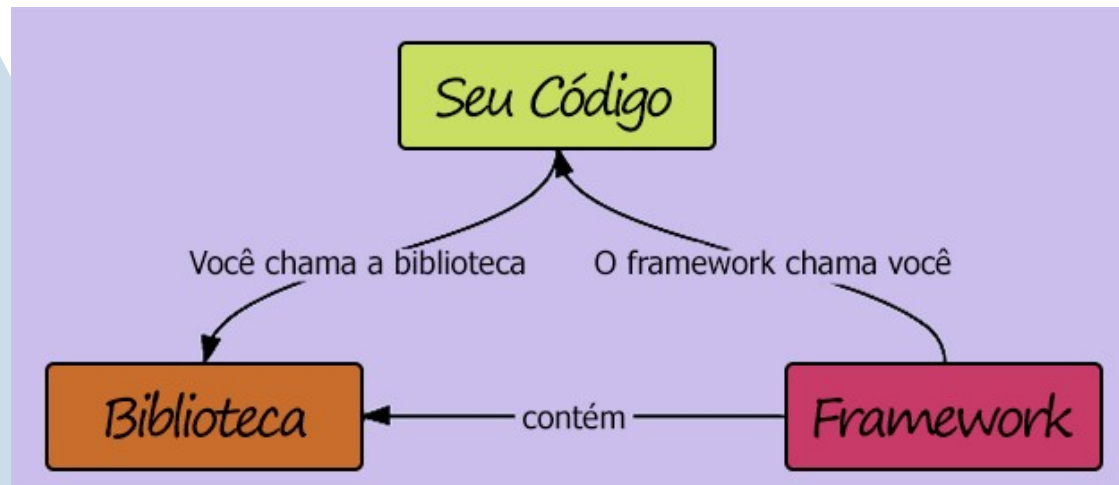 Seu Código
Você chama a biblioteca
O framework chama você
Biblioteca
contém
Framework